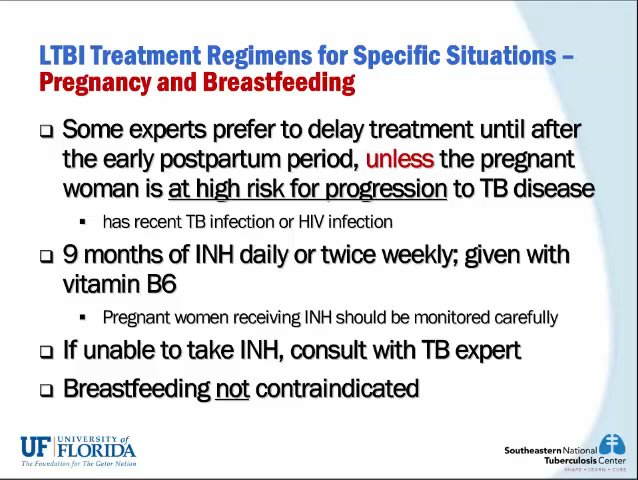 LTBI Treatment Regimens for Specific Situations –
Pregnancy and Breastfeeding
Some experts prefer to delay treatment until after
the early postpartum period, unless the pregnant
woman is at high risk for progression to TB disease
has recent TB infection or HIV infection
9 months of INH daily or twice weekly; given with
vitamin B6
Pregnant women receiving INH should be monitored carefully
If unable to take INH, consult with TB expert
Breastfeeding not contraindicated
UF UNIVERSITY of
FLORIDA
The Foundation for The Gator Nation
Southeastern National
Tuberculosis Center
SHARE • LEARN • CURE